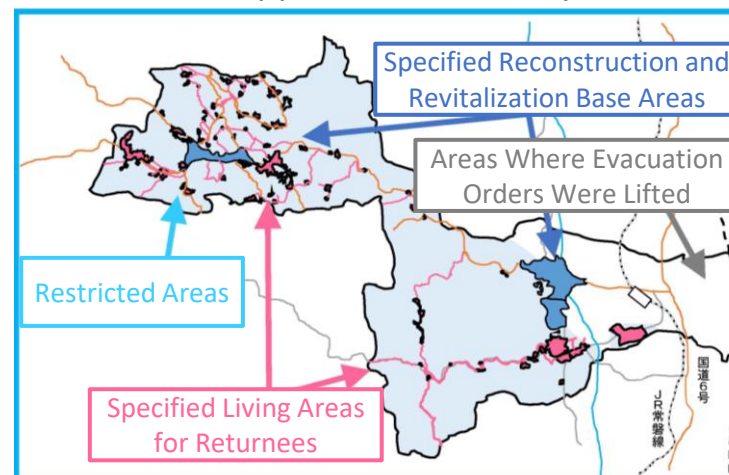 Specified Reconstruction and
Revitalization Base Areas
Areas Where Evacuation
Orders Were Lifted
Restricted Areas
Specified Living Areas
for Returnees
国道6号
JR常磐線